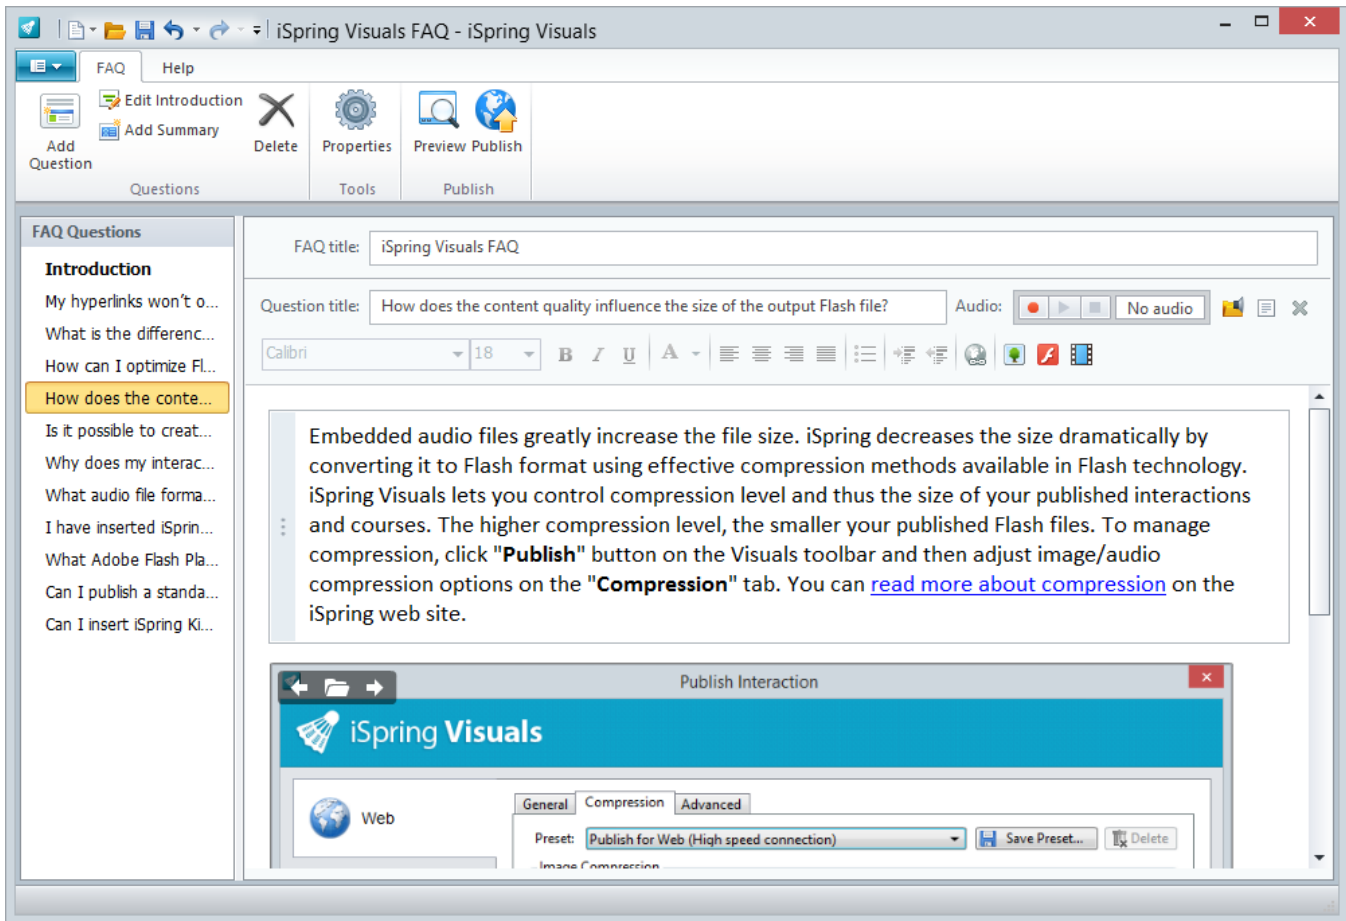 iSpring Visuals FAQ - iSpring Visuals
FAQ Help
Add Question
Edit Introduction
Add Summary
Delete
Properties
Preview Publish
Questions Tools Publish
FAQ Questions
Introduction
My hyperlinks won't o...
What is the differenc...
How can I optimize Fl...
How does the conte...
Is it possible to creat...
Why does my interac...
What audio file forma...
I have inserted iSprin...
What Adobe Flash Pla...
Can I publish a standa...
Can I insert iSpring Ki...
FAQ title: iSpring Visuals FAQ
Question title: How does the content quality influence the size of the output Flash file? Audio: No audio
Calibri 18 B I U A
Embedded audio files greatly increase the file size. iSpring decreases the size dramatically by
converting it to Flash format using effective compression methods available in Flash technology.
iSpring Visuals lets you control compression level and thus the size of your published interactions
and courses. The higher compression level, the smaller your published Flash files. To manage
compression, click "Publish" button on the Visuals toolbar and then adjust image/audio
compression options on the "Compression" tab. You can read more about compression on the
iSpring web site.
Publish Interaction
iSpring Visuals
Web
General Compression Advanced
Preset: Publish for Web (High speed connection) Save Preset... Delete
Image Compression